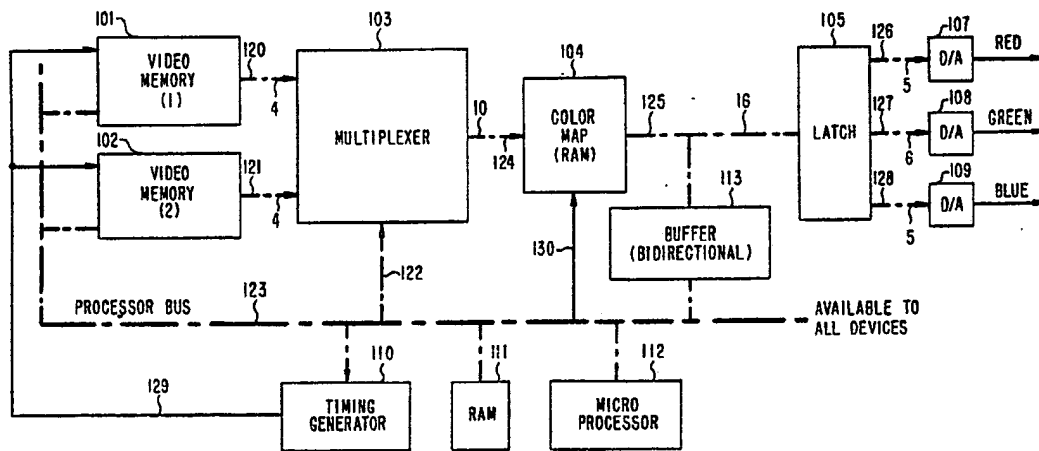 101
VIDEO
MEMORY
(1)
120
4
102
VIDEO
MEMORY
(2)
121
4
103
MULTIPLEXER
10
124
104
COLOR
MAP
(RAM)
125
16
105
LATCH
126
5
127
6
128
5
107
D/A
RED
108
D/A
GREEN
109
D/A
BLUE
113
BUFFER
(BIDIRECTIONAL)
130
122
PROCESSOR BUS
123
AVAILABLE TO
ALL DEVICES
110
TIMING
GENERATOR
111
RAM
112
MICRO
PROCESSOR
129